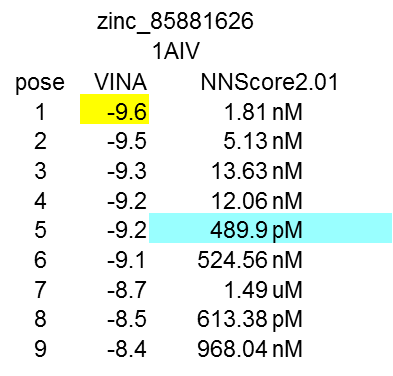 zinc_85881626
1AIV
pose VINA NNScore2.01
1 -9.6 1.81 nM
2 -9.5 5.13 nM
3 -9.3 13.63 nM
4 -9.2 12.06 nM
5 -9.2 489.9 pM
6 -9.1 524.56 nM
7 -8.7 1.49 uM
8 -8.5 613.38 pM
9 -8.4 968.04 nM